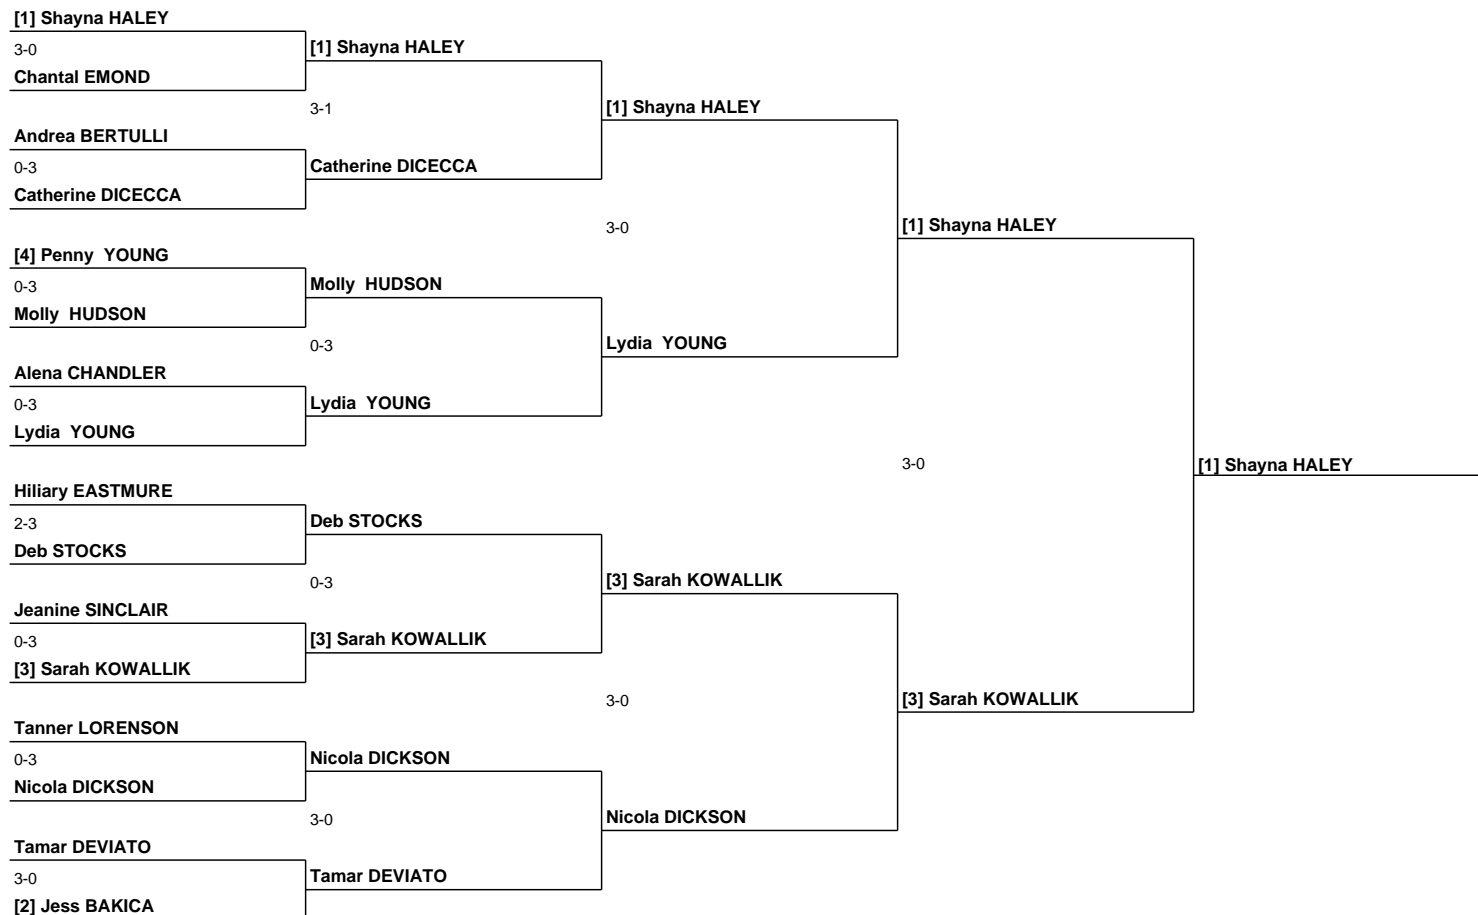 [1] Shayna HALEY
3-0
Chantal EMOND
Andrea BERTULLI
0-3
Catherine DICECCA
[4] Penny  YOUNG
0-3
Molly  HUDSON
Alena CHANDLER
0-3
Lydia  YOUNG
Hiliary EASTMURE
2-3
Deb STOCKS
Jeanine SINCLAIR
0-3
[3] Sarah KOWALLIK
Tanner LORENSON
0-3
Nicola DICKSON
Tamar DEVIATO
3-0
[2] Jess BAKICA
[1] Shayna HALEY
3-1
Catherine DICECCA
Molly  HUDSON
0-3
Lydia  YOUNG
Deb STOCKS
0-3
[3] Sarah KOWALLIK
Nicola DICKSON
3-0
Tamar DEVIATO
[1] Shayna HALEY
3-0
Lydia  YOUNG
[3] Sarah KOWALLIK
3-0
Nicola DICKSON
[1] Shayna HALEY
3-0
[3] Sarah KOWALLIK
[1] Shayna HALEY